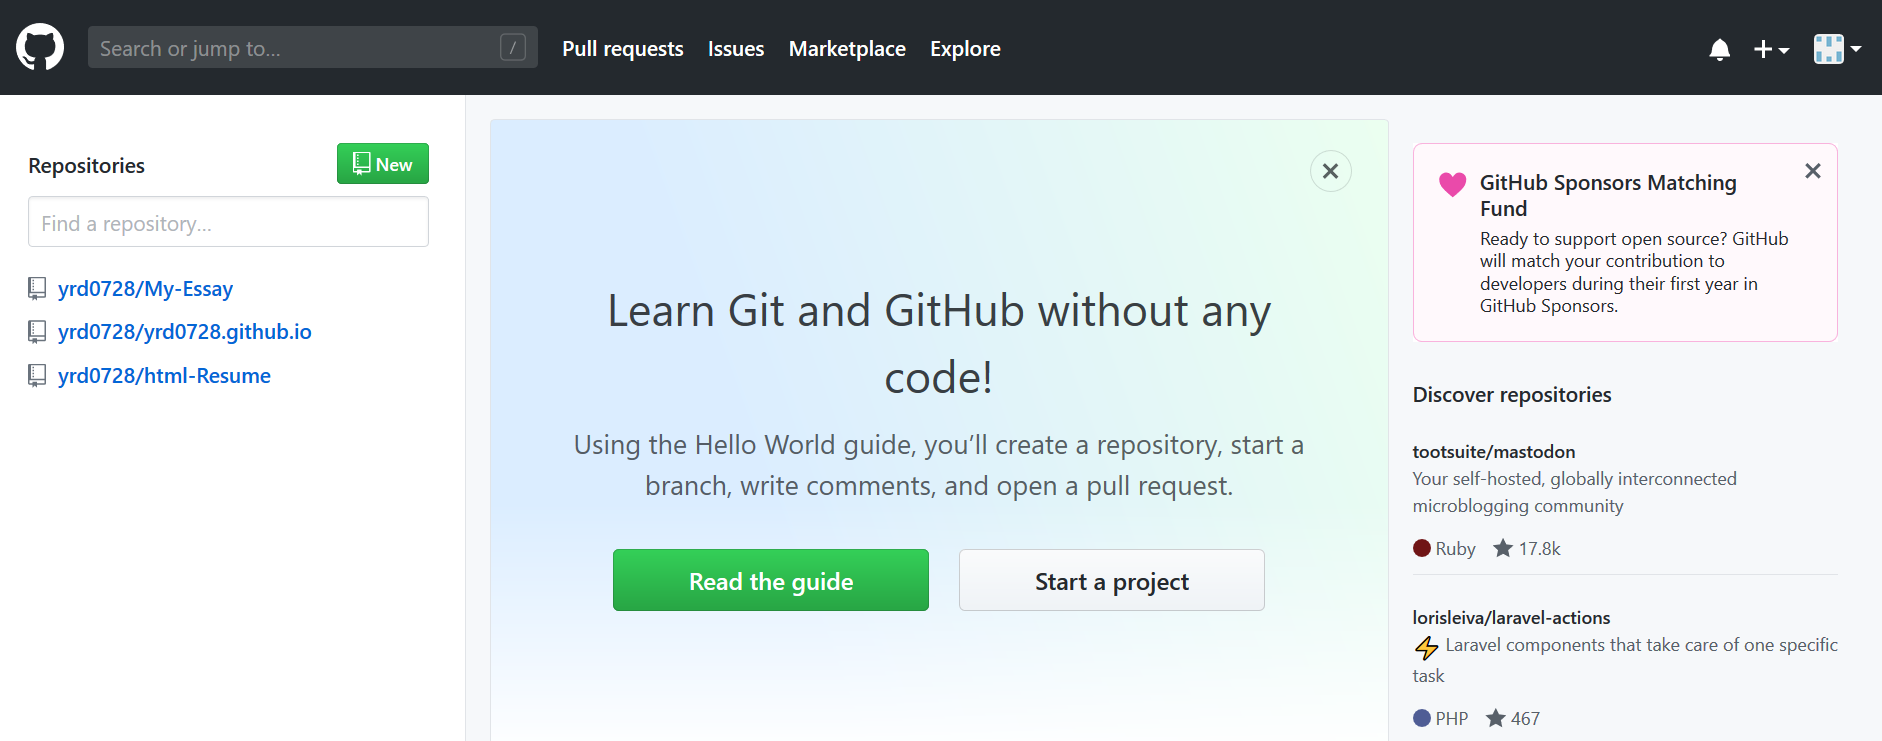 Search or jump to...
/
Pull requests
Issues
Marketplace
Explore
Repositories
New
Find a repository...
yrd0728/My-Essay
yrd0728/yrd0728.github.io
yrd0728/html-Resume
Learn Git and GitHub without any
code!
Using the Hello World guide, you’ll create a repository, start a
branch, write comments, and open a pull request.
Read the guide
Start a project
GitHub Sponsors Matching
Fund
Ready to support open source? GitHub
will match your contribution to
developers during their first year in
GitHub Sponsors.
Discover repositories
tootsuite/mastodon
Your self-hosted, globally interconnected
microblogging community
Ruby 17.8k
lorisleiva/laravel-actions
⚡ Laravel components that take care of one specific
task
PHP 467